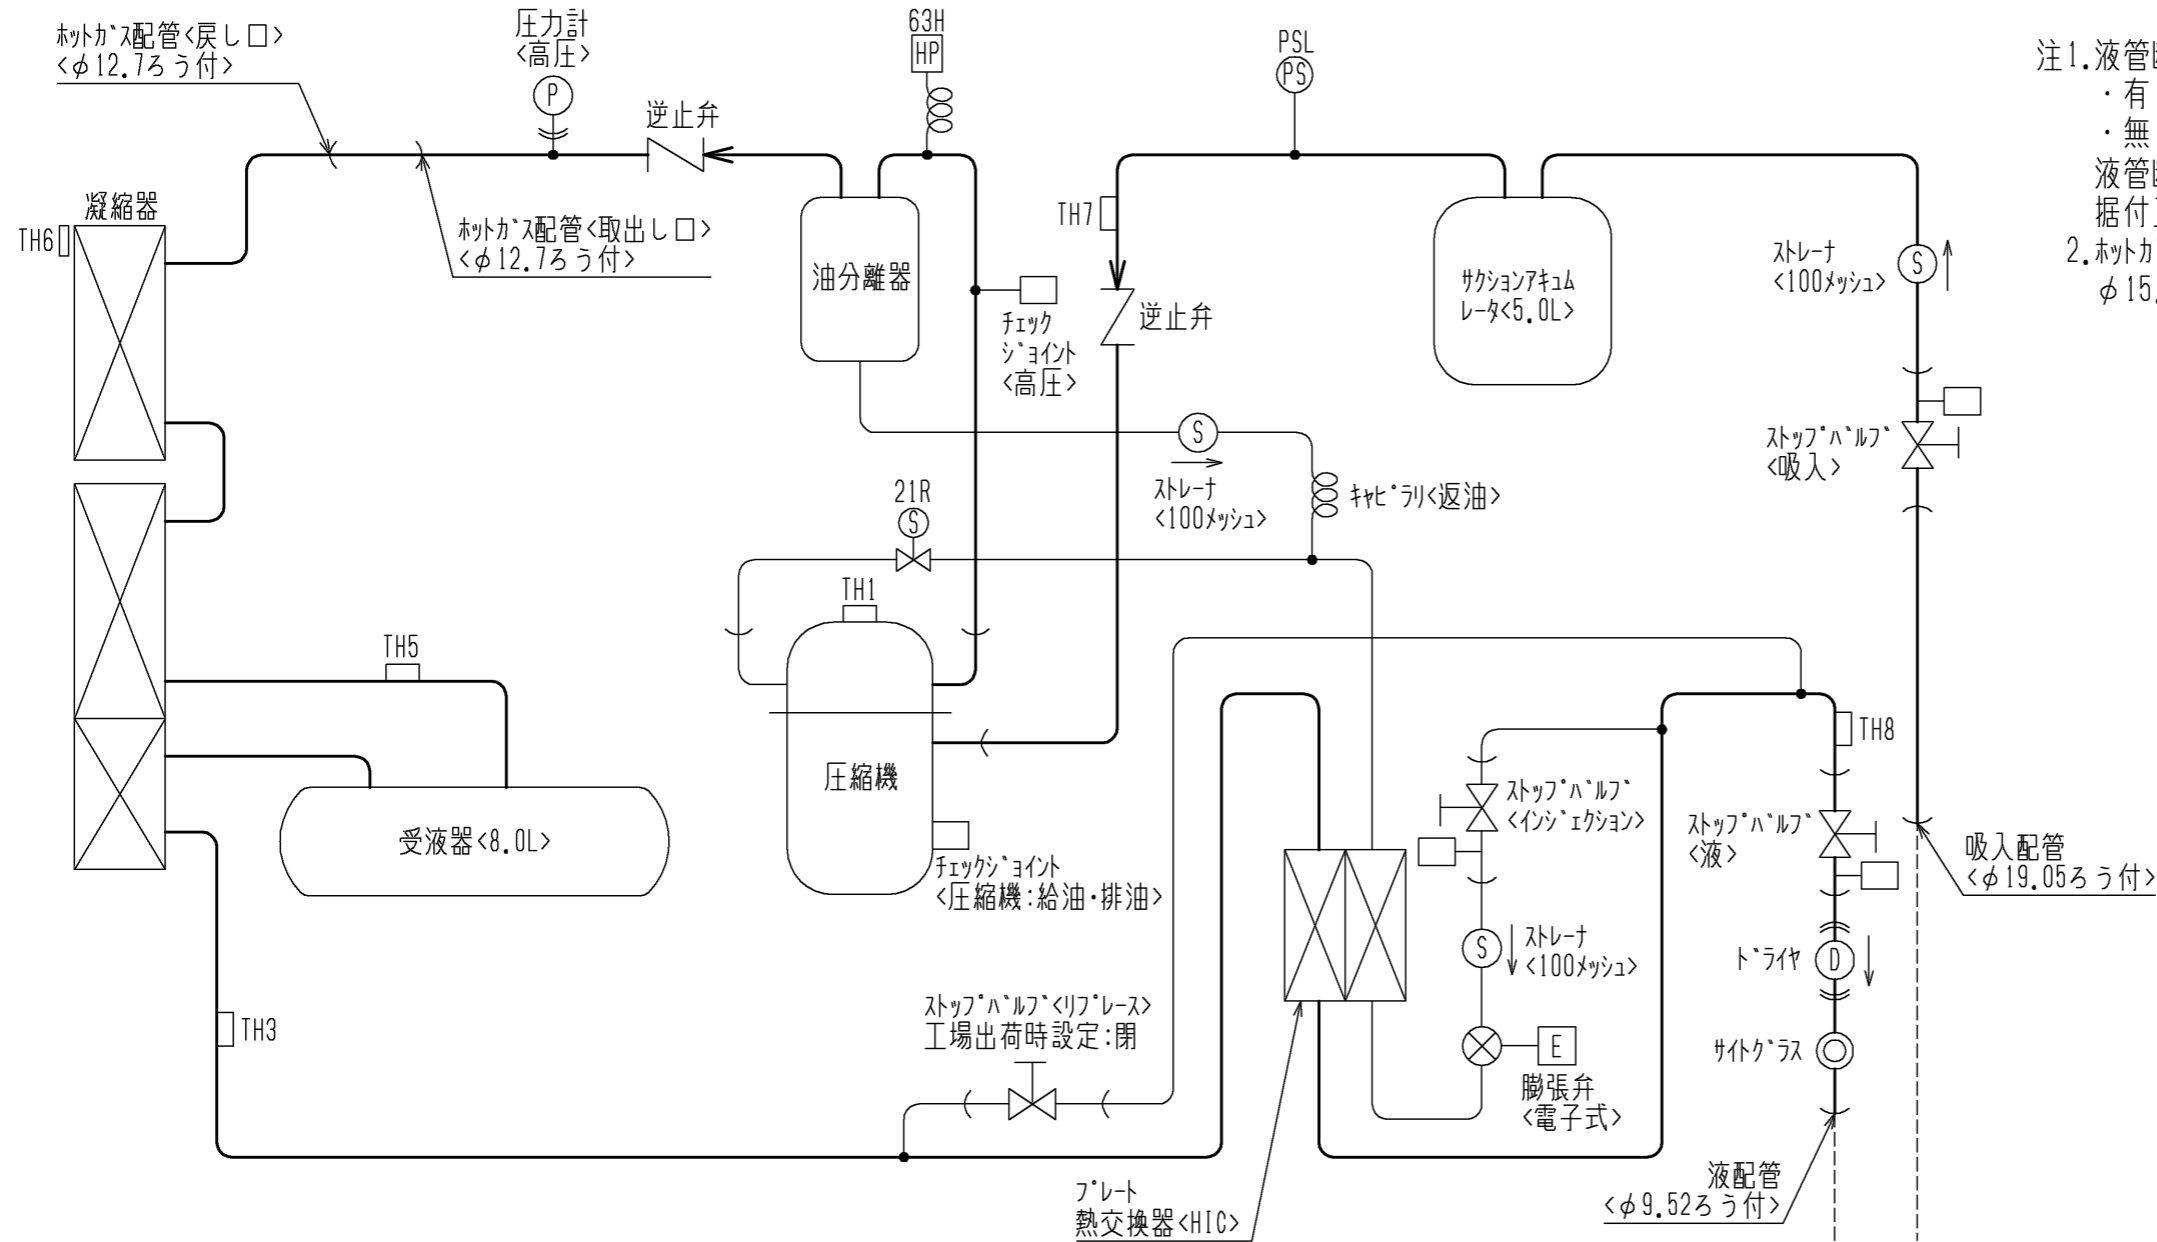 ホットガス配管<戻し口>
<φ12.7ろう付>
圧力計
<高圧>
P
逆止弁
63H
HP
PSL
PS
注1.液管
・有
・無
液管
据付
2.ホットガ
φ15.
凝縮器
TH6
ホットガス配管<取出し口>
<φ12.7ろう付>
油分離器
チェック
ジョイント
<高圧>
TH7
逆止弁
サクションアキュム
レータ<5.0L>
ストレーナ
<100メッシュ>
S
ストップバルブ
<吸入>
S
ストレーナ
<100メッシュ>
キャピラリ<返油>
21R
S
TH1
TH5
圧縮機
受液器<8.0L>
チェックジョイント
<圧縮機:給油・排油>
TH8
ストップバルブ
<インジェクション>
ストップバルブ
<液>
吸入配管
<φ19.05ろう付>
S
ストレーナ
<100メッシュ>
ドライヤ
D
TH3
ストップバルブ<リプレース>
工場出荷時設定:閉
E
膨張弁
<電子式>
サイトグラス
プレート
熱交換器<HIC>
液配管
<φ9.52ろう付>